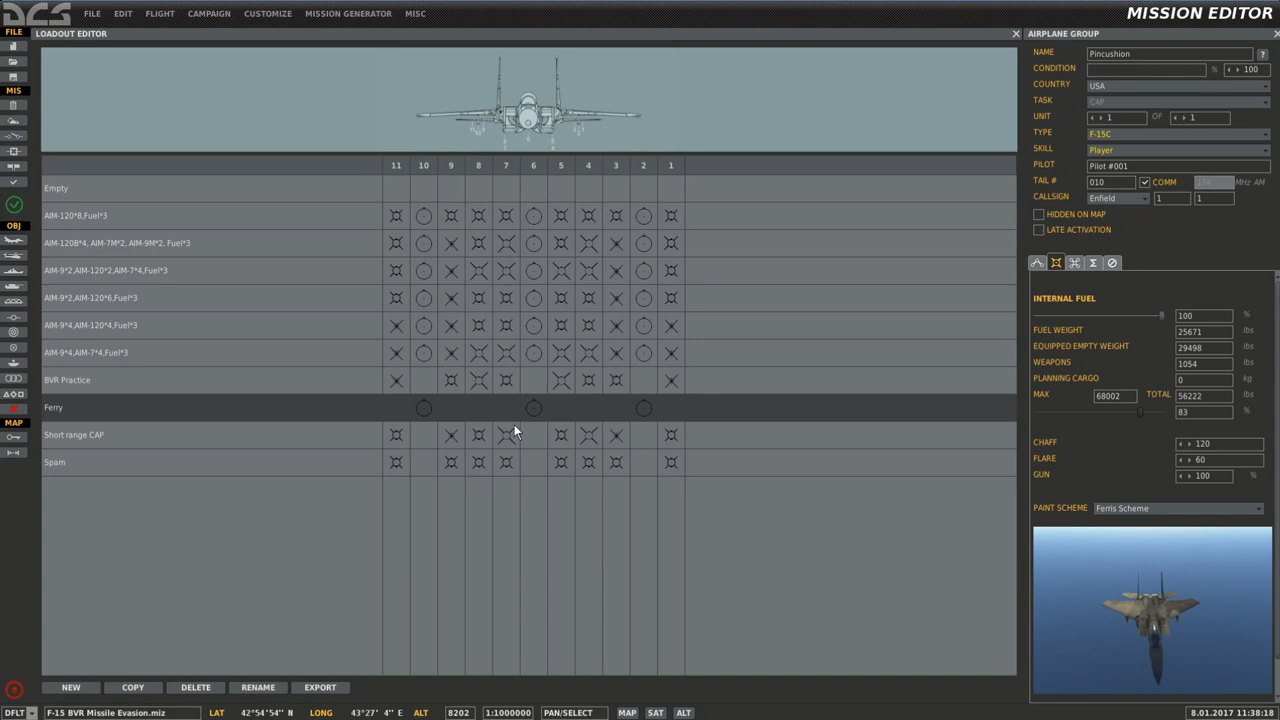 DCS FILE EDIT FLIGHT CAMPAIGN CUSTOMIZE MISSION GENERATOR MISC MISSION EDITOR
FILE LOADOUT EDITOR AIRPLANE GROUP
NAME Pincushion ?
CONDITION % 100
COUNTRY USA
TASK CAP
UNIT 1 OF 1
TYPE F-15C
SKILL Player
PILOT Pilot #001
TAIL # 010 COMM 124 MHz AM
CALLSIGN Enfield 1 1
HIDDEN ON MAP
LATE ACTIVATION
MIS
OBJ
MAP
11 10 9 8 7 6 5 4 3 2 1
Empty
AIM-120*8,Fuel*3
AIM-120B*4, AIM-7M*2, AIM-9M*2, Fuel*3
AIM-9*2,AIM-120*2,AIM-7*4,Fuel*3
AIM-9*2,AIM-120*6,Fuel*3
AIM-9*4,AIM-120*4,Fuel*3
AIM-9*4,AIM-7*4,Fuel*3
BVR Practice
Ferry
Short range CAP
Spam
INTERNAL FUEL
100 %
FUEL WEIGHT 25671 lbs
EQUIPPED EMPTY WEIGHT 29498 lbs
WEAPONS 1054 lbs
PLANNING CARGO 0 kg
MAX 68002 TOTAL 56222 lbs
83 %
CHAFF 120
FLARE 60
GUN 100 %
PAINT SCHEME Ferris Scheme
NEW COPY DELETE RENAME EXPORT
DFLT F-15 BVR Missile Evasion.miz LAT 42°54'54" N LONG 43°27' 4" E ALT 8202 1:1000000 PAN/SELECT MAP SAT ALT 8.01.2017 11:38:18